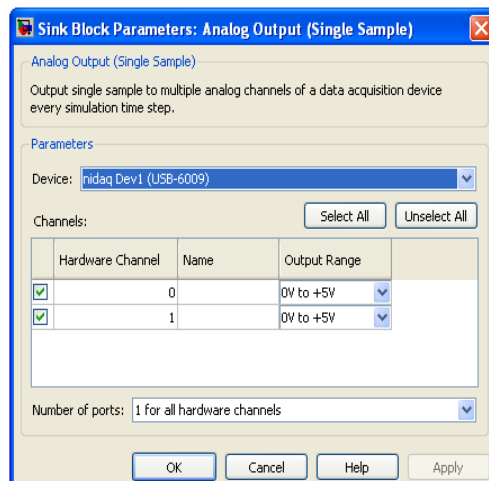 Sink Block Parameters: Analog Output (Single Sample)
Analog Output (Single Sample)
Output single sample to multiple analog channels of a data acquisition device
every simulation time step.
Parameters
Device: nidaq Dev1 (USB-6009)
Channels: Select All Unselect All
Hardware Channel Name Output Range
0 0V to +5V
1 0V to +5V
Number of ports: 1 for all hardware channels
OK Cancel Help Apply